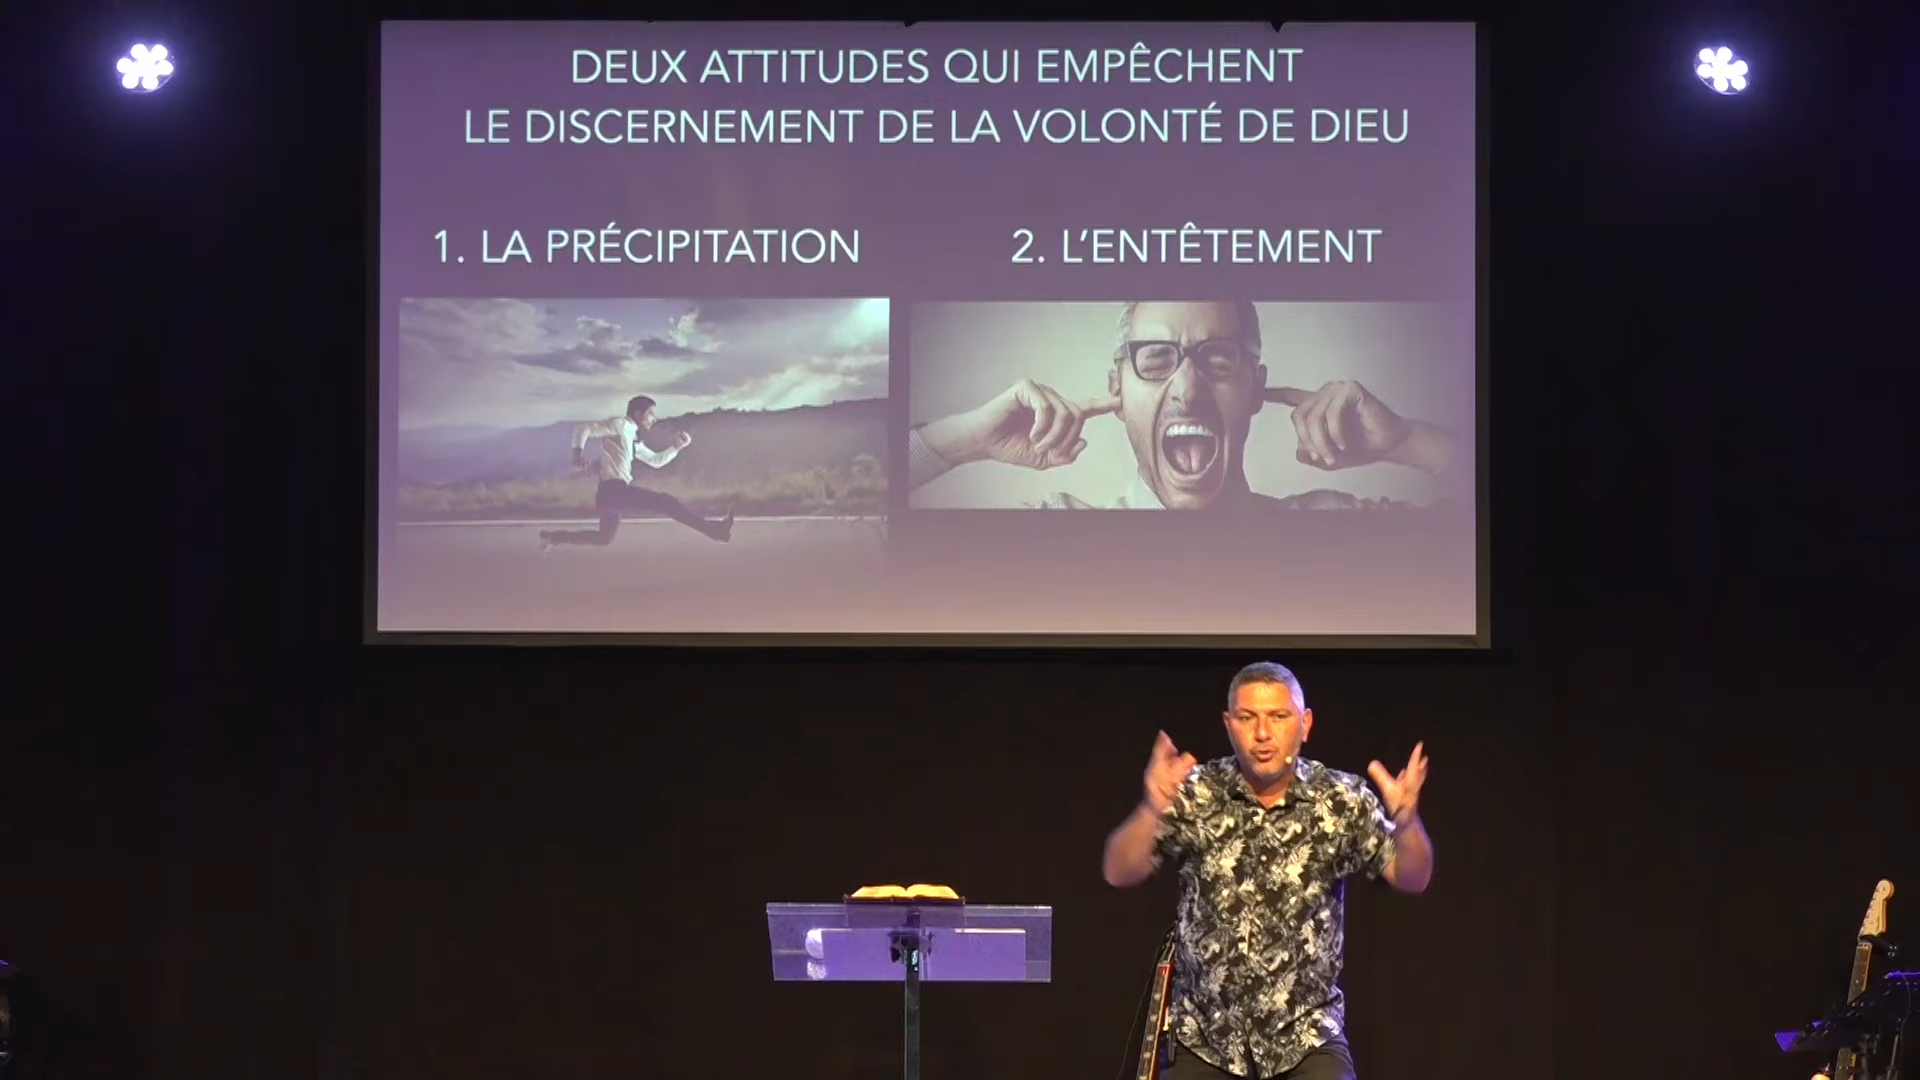 DEUX ATTITUDES QUI EMPÊCHENT
LE DISCERNEMENT DE LA VOLONTÉ DE DIEU
1. LA PRÉCIPITATION
2. L'ENTÊTEMENT